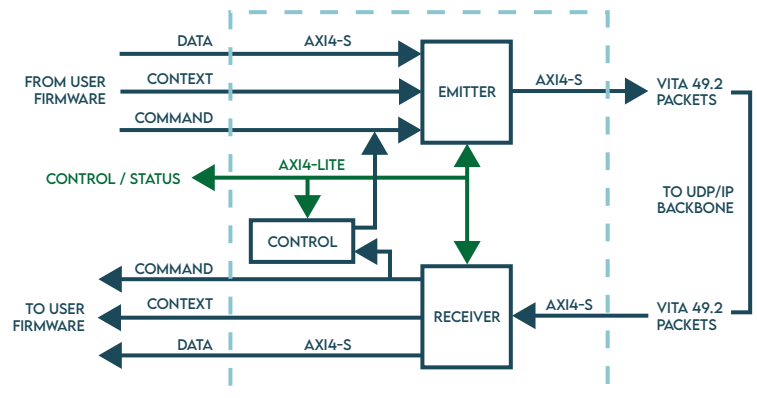 DATA
AXI4-S
CONTEXT
COMMAND
FROM USER
FIRMWARE
EMITTER
AXI4-S
VITA 49.2
PACKETS
AXI4-LITE
CONTROL / STATUS
TO UDP/IP
BACKBONE
CONTROL
COMMAND
CONTEXT
TO USER
FIRMWARE
DATA
AXI4-S
RECEIVER
AXI4-S
VITA 49.2
PACKETS